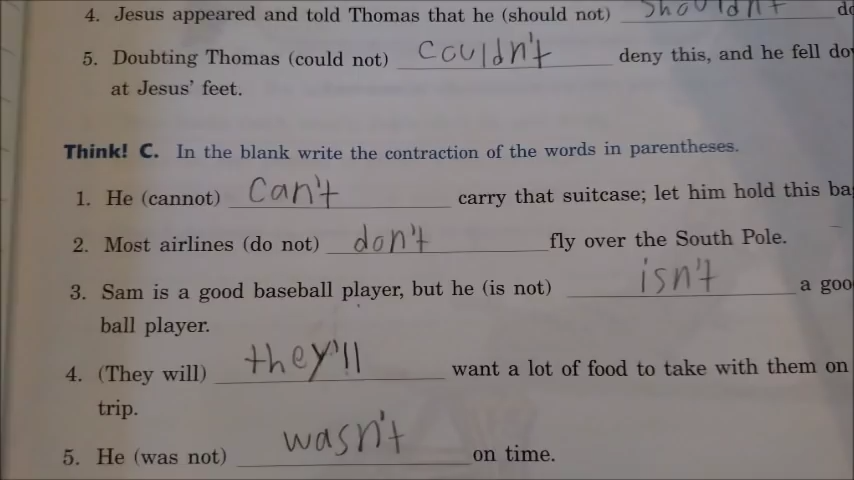 4. Jesus appeared and told Thomas that he (should not) shouldn't
5. Doubting Thomas (could not) couldn't deny this, and he fell
at Jesus' feet.
Think! C. In the blank write the contraction of the words in parentheses.
1. He (cannot) can't carry that suitcase; let him hold this
2. Most airlines (do not) don't fly over the South Pole.
3. Sam is a good baseball player, but he (is not) isn't a
ball player.
4. (They will) they'll want a lot of food to take with them on
trip.
5. He (was not) wasn't on time.